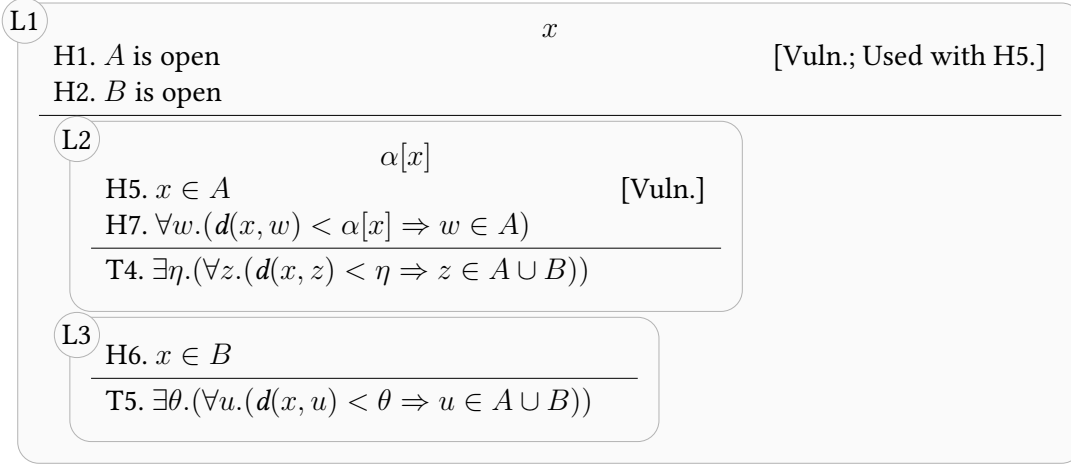 L1
x
H1. A is open [Vuln.; Used with H5.]
H2. B is open
L2
α[x]
H5. x ∈ A [Vuln.]
H7. ∀w.(d(x, w) < α[x] ⇒ w ∈ A)
T4. ∃η.(∀z.(d(x, z) < η ⇒ z ∈ A ∪ B))
L3
H6. x ∈ B
T5. ∃θ.(∀u.(d(x, u) < θ ⇒ u ∈ A ∪ B))